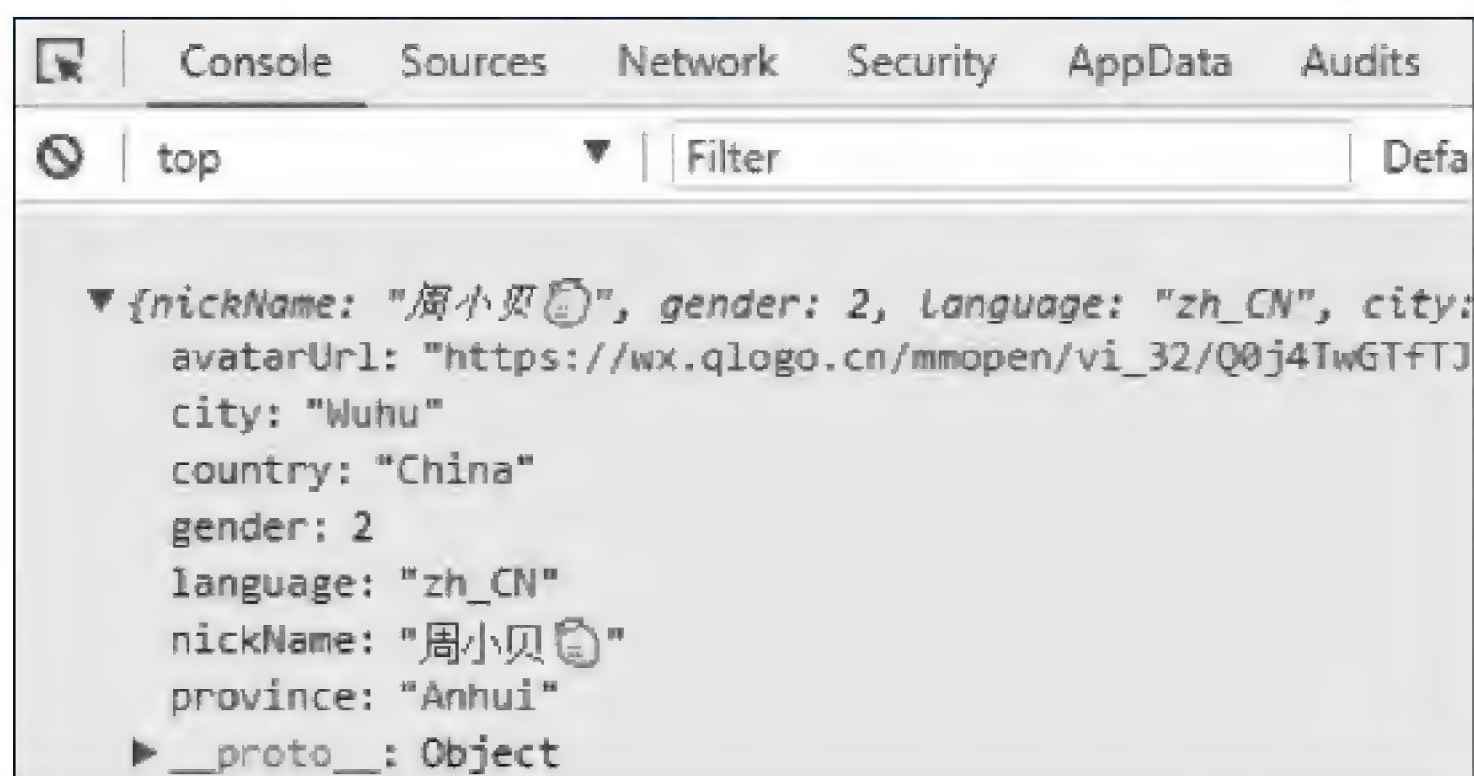 Console Sources Network Security AppData Audits
top ▼ Filter Defa
▼ {nickName: "周小贝", gender: 2, language: "zh_CN", city:
avatarUrl: "https://wx.qlogo.cn/mmopen/vi_32/Q0j4TwGTfTJ
city: "Wuhu"
country: "China"
gender: 2
language: "zh_CN"
nickName: "周小贝"
province: "Anhui"
▶ __proto__: Object